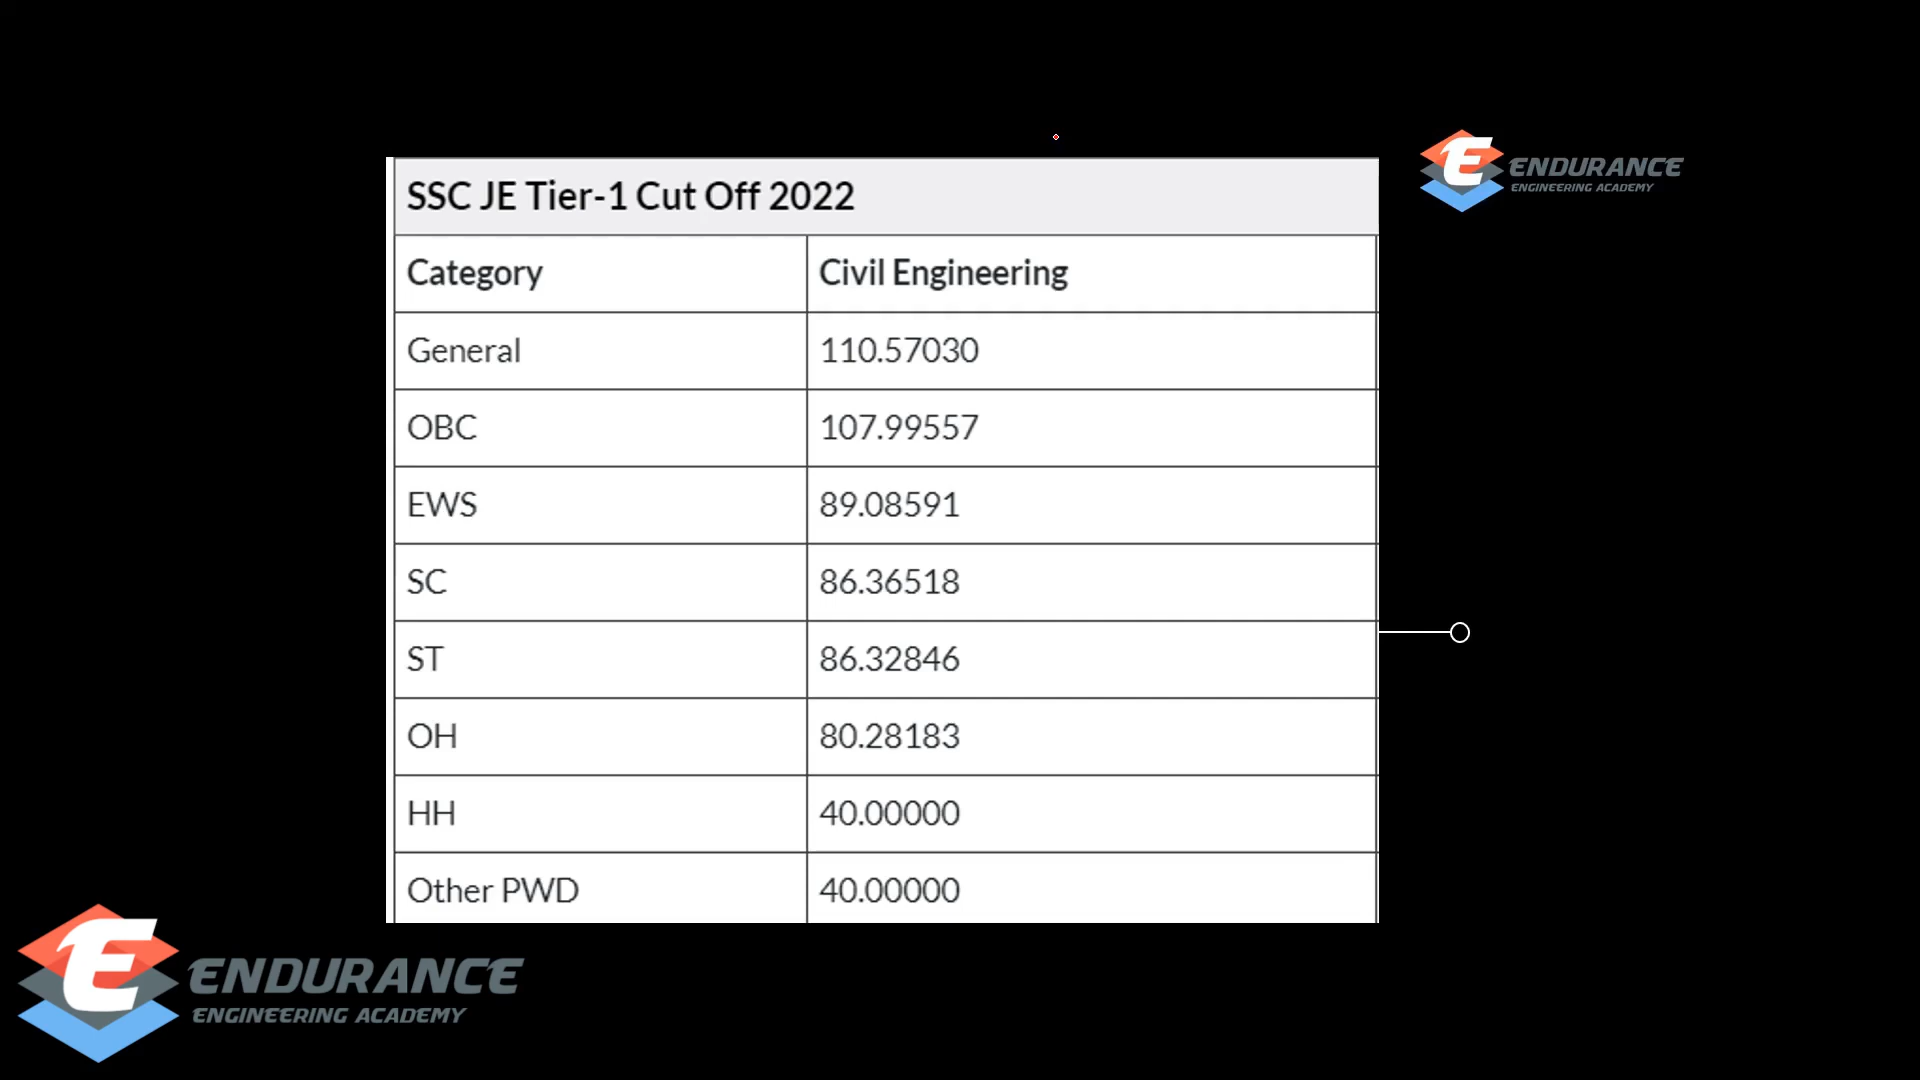 SSC JE Tier-1 Cut Off 2022
Category Civil Engineering
General 110.57030
OBC 107.99557
EWS 89.08591
SC 86.36518
ST 86.32846
OH 80.28183
HH 40.00000
Other PWD 40.00000
E ENDURANCE
ENGINEERING ACADEMY
E ENDURANCE
ENGINEERING ACADEMY